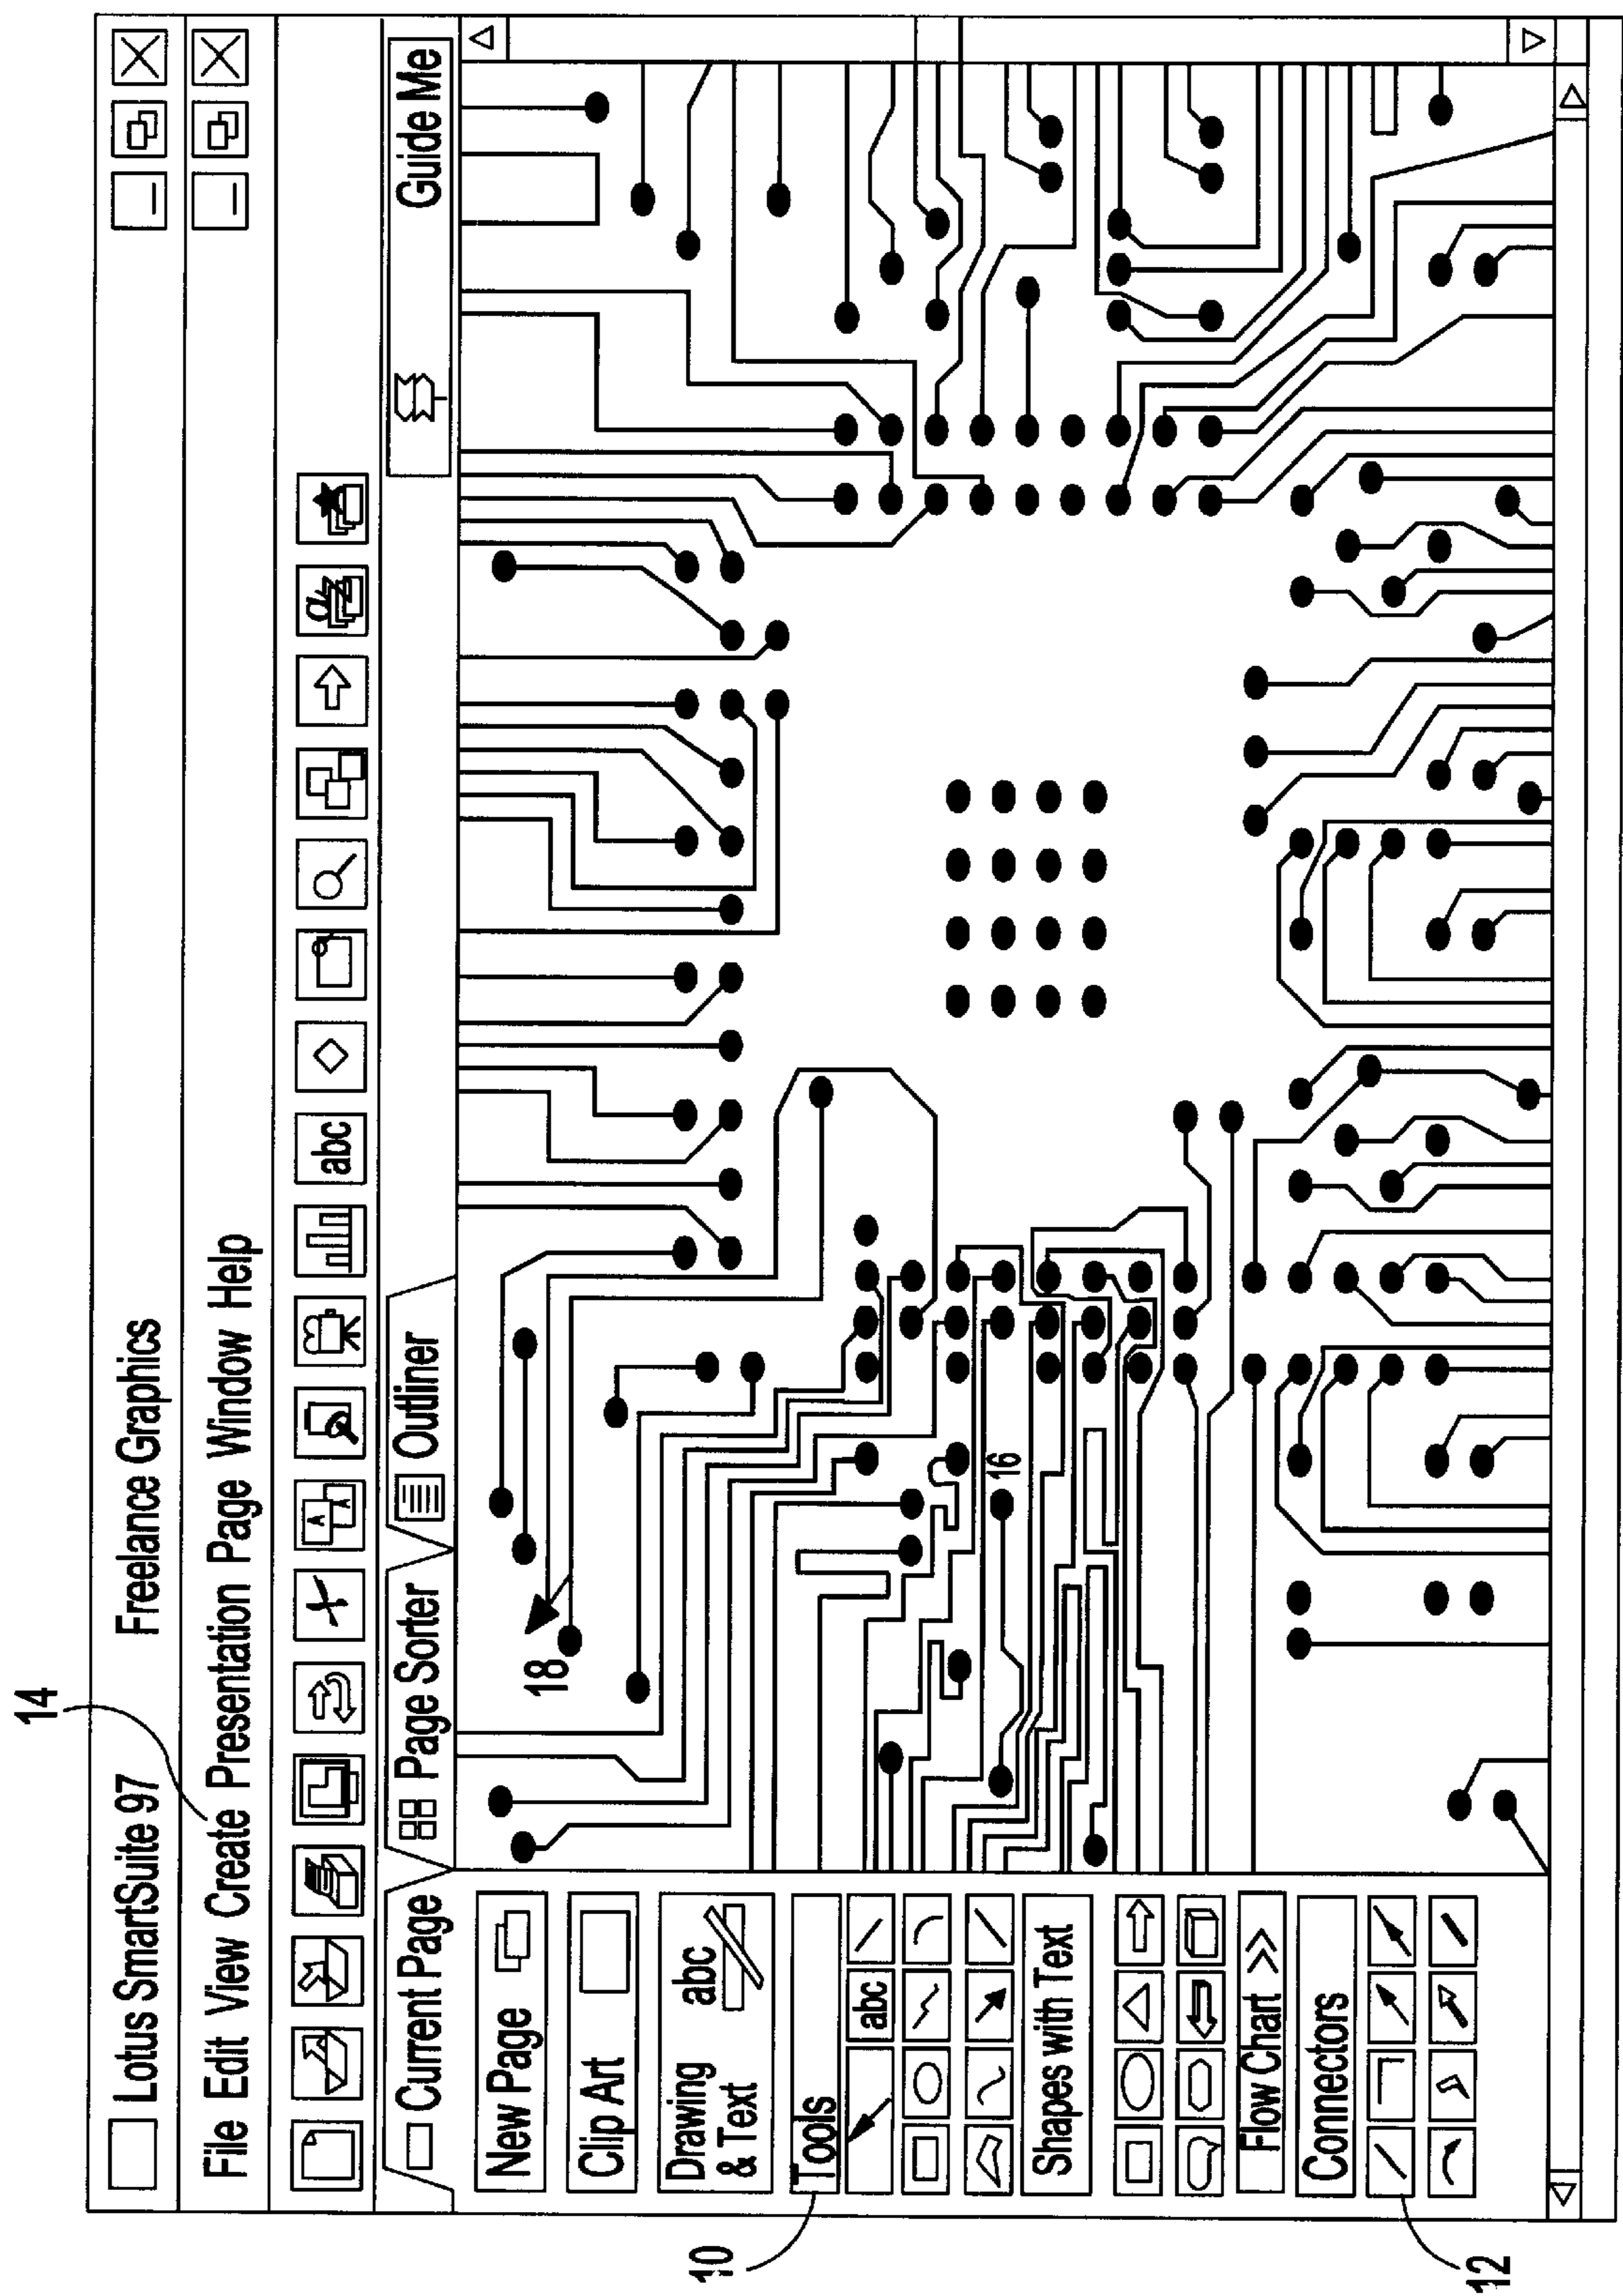 14
Lotus SmartSuite 97 Freelance Graphics
File Edit View Create Presentation Page Window Help
A A abc a
Current Page Page Sorter Outliner Guide Me
New Page
Clip Art
Drawing & Text abc
Tools
abc
Shapes with Text
Flow Chart >>
Connectors
10
12
18
16